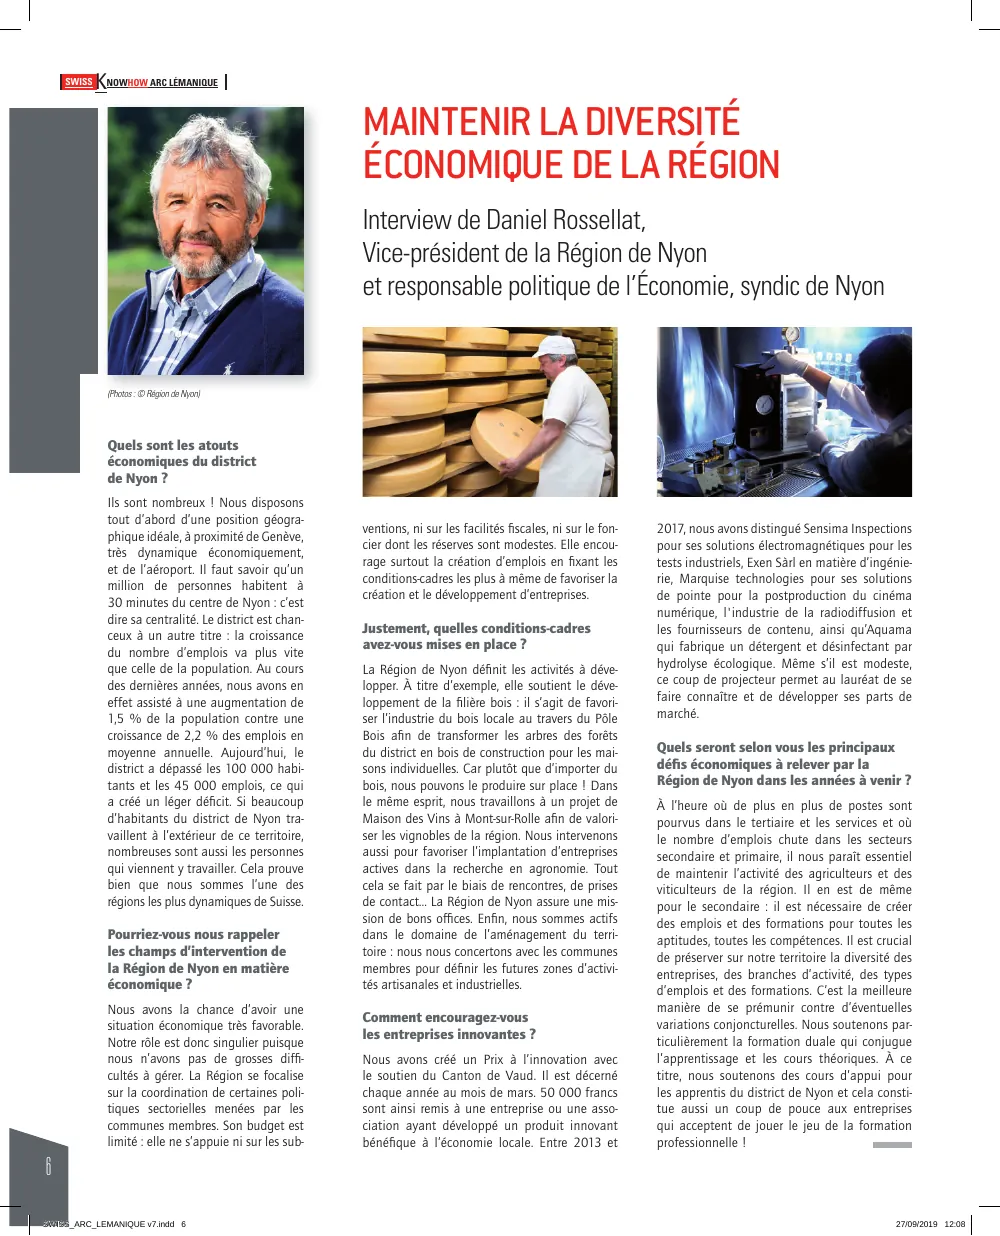 SWISS KNOWHOW ARC LÉMANIQUE
MAINTENIR LA DIVERSITÉ
ÉCONOMIQUE DE LA RÉGION
Interview de Daniel Rossellat,
Vice-président de la Région de Nyon
et responsable politique de l’Économie, syndic de Nyon
(Photos : © Région de Nyon)
Quels sont les atouts
économiques du district
de Nyon ?
Ils sont nombreux ! Nous disposons
tout d’abord d’une position géogra-
phique idéale, à proximité de Genève,
très dynamique économiquement,
et de l’aéroport. Il faut savoir qu’un
million de personnes habitent à
30 minutes du centre de Nyon : c’est
dire sa centralité. Le district est chan-
ceux à un autre titre : la croissance
du nombre d’emplois va plus vite
que celle de la population. Au cours
des dernières années, nous avons en
effet assisté à une augmentation de
1,5 % de la population contre une
croissance de 2,2 % des emplois en
moyenne annuelle. Aujourd’hui, le
district a dépassé les 100 000 habi-
tants et les 45 000 emplois, ce qui
a créé un léger déficit. Si beaucoup
d’habitants du district de Nyon tra-
vaillent à l’extérieur de ce territoire,
nombreuses sont aussi les personnes
qui viennent y travailler. Cela prouve
bien que nous sommes l’une des
régions les plus dynamiques de Suisse.
Pourriez-vous nous rappeler
les champs d’intervention de
la Région de Nyon en matière
économique ?
Nous avons la chance d’avoir une
situation économique très favorable.
Notre rôle est donc singulier puisque
nous n’avons pas de grosses diffi-
cultés à gérer. La Région se focalise
sur la coordination de certaines poli-
tiques sectorielles menées par les
communes membres. Son budget est
limité : elle ne s’appuie ni sur les sub-
ventions, ni sur les facilités fiscales, ni sur le fon-
cier dont les réserves sont modestes. Elle encou-
rage surtout la création d’emplois en fixant les
conditions-cadres les plus à même de favoriser la
création et le développement d’entreprises.
Justement, quelles conditions-cadres
avez-vous mises en place ?
La Région de Nyon définit les activités à déve-
lopper. À titre d’exemple, elle soutient le déve-
loppement de la filière bois : il s’agit de favori-
ser l’industrie du bois locale au travers du Pôle
Bois afin de transformer les arbres des forêts
du district en bois de construction pour les mai-
sons individuelles. Car plutôt que d’importer du
bois, nous pouvons le produire sur place ! Dans
le même esprit, nous travaillons à un projet de
Maison des Vins à Mont-sur-Rolle afin de valori-
ser les vignobles de la région. Nous intervenons
aussi pour favoriser l’implantation d’entreprises
actives dans la recherche en agronomie. Tout
cela se fait par le biais de rencontres, de prises
de contact... La Région de Nyon assure une mis-
sion de bons offices. Enfin, nous sommes actifs
dans le domaine de l’aménagement du terri-
toire : nous nous concertons avec les communes
membres pour définir les futures zones d’activi-
tés artisanales et industrielles.
Comment encouragez-vous
les entreprises innovantes ?
Nous avons créé un Prix à l’innovation avec
le soutien du Canton de Vaud. Il est décerné
chaque année au mois de mars. 50 000 francs
sont ainsi remis à une entreprise ou une asso-
ciation ayant développé un produit innovant
bénéfique à l’économie locale. Entre 2013 et
2017, nous avons distingué Sensima Inspections
pour ses solutions électromagnétiques pour les
tests industriels, Exen Sàrl en matière d’ingénie-
rie, Marquise technologies pour ses solutions
de pointe pour la postproduction du cinéma
numérique, l'industrie de la radiodiffusion et
les fournisseurs de contenu, ainsi qu’Aquama
qui fabrique un détergent et désinfectant par
hydrolyse écologique. Même s’il est modeste,
ce coup de projecteur permet au lauréat de se
faire connaître et de développer ses parts de
marché.
Quels seront selon vous les principaux
défis économiques à relever par la
Région de Nyon dans les années à venir ?
À l’heure où de plus en plus de postes sont
pourvus dans le tertiaire et les services et où
le nombre d’emplois chute dans les secteurs
secondaire et primaire, il nous paraît essentiel
de maintenir l’activité des agriculteurs et des
viticulteurs de la région. Il en est de même
pour le secondaire : il est nécessaire de créer
des emplois et des formations pour toutes les
aptitudes, toutes les compétences. Il est crucial
de préserver sur notre territoire la diversité des
entreprises, des branches d’activité, des types
d’emplois et des formations. C’est la meilleure
manière de se prémunir contre d’éventuelles
variations conjoncturelles. Nous soutenons par-
ticulièrement la formation duale qui conjugue
l’apprentissage et les cours théoriques. À ce
titre, nous soutenons des cours d’appui pour
les apprentis du district de Nyon et cela consti-
tue aussi un coup de pouce aux entreprises
qui acceptent de jouer le jeu de la formation
professionnelle !
6
SWISS_ARC_LEMANIQUE v7.indd 6
27/09/2019 12:08